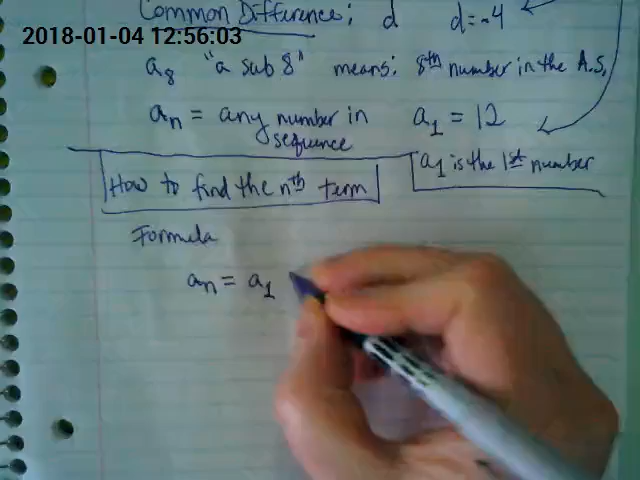 Common Difference: d d = -4
2018-01-04 12:56:03
a8 "a sub 8" means: 8th number in the A.S.
an = any number in a1 = 12
sequence
How to find the nth term
a1 is the 1st number
Formula
an = a1